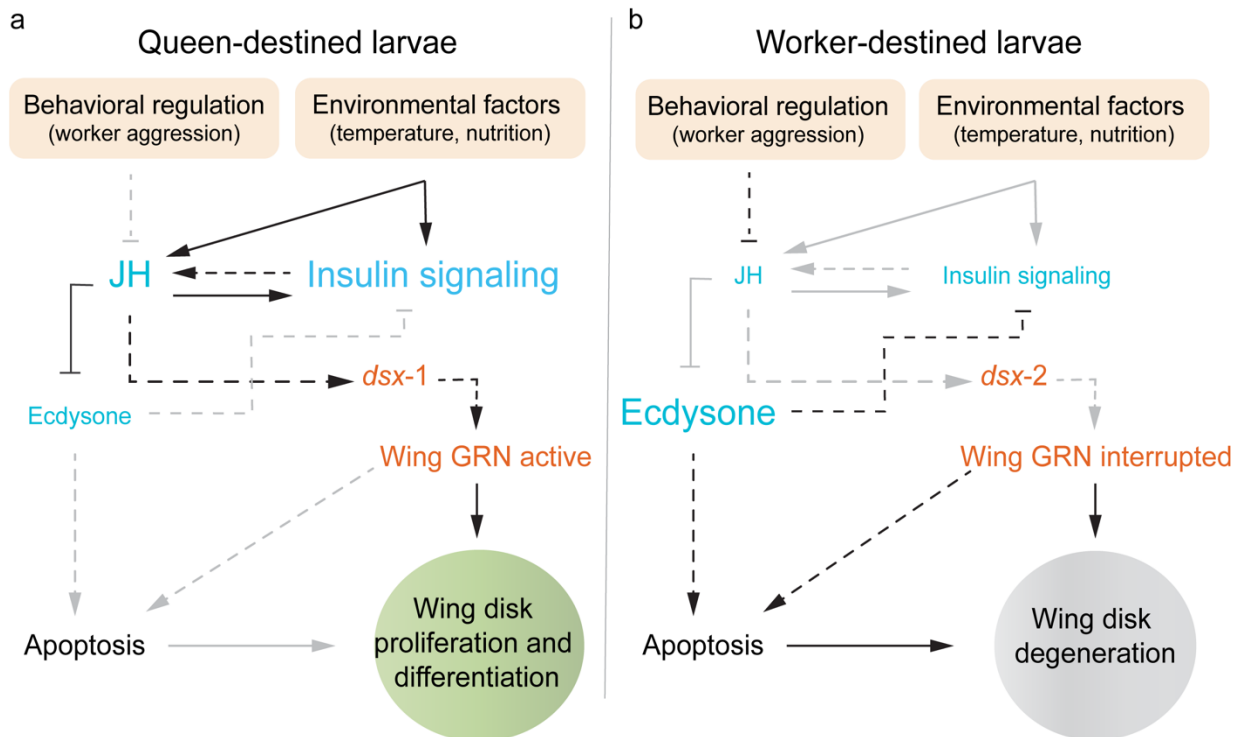 a
Queen-destined larvae
Behavioral regulation
(worker aggression)
Environmental factors
(temperature, nutrition)
JH
Insulin signaling
dsx-1
Ecdysone
Wing GRN active
Apoptosis
Wing disk
proliferation and
differentiation
b
Worker-destined larvae
Behavioral regulation
(worker aggression)
Environmental factors
(temperature, nutrition)
JH
Insulin signaling
dsx-2
Ecdysone
Wing GRN interrupted
Apoptosis
Wing disk
degeneration